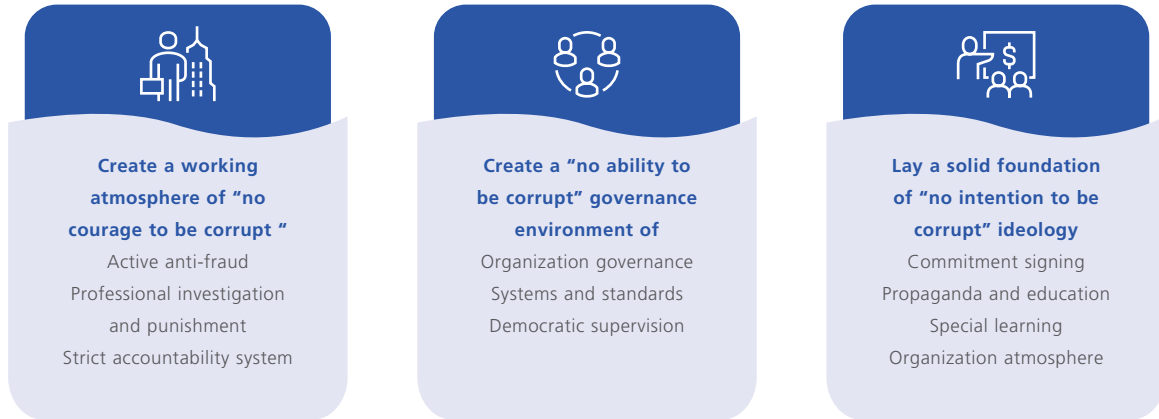 Create a working
atmosphere of “no
courage to be corrupt “
Active anti-fraud
Professional investigation
and punishment
Strict accountability system
Create a “no ability to
be corrupt” governance
environment of
Organization governance
Systems and standards
Democratic supervision
$
Lay a solid foundation
of “no intention to be
corrupt” ideology
Commitment signing
Propaganda and education
Special learning
Organization atmosphere